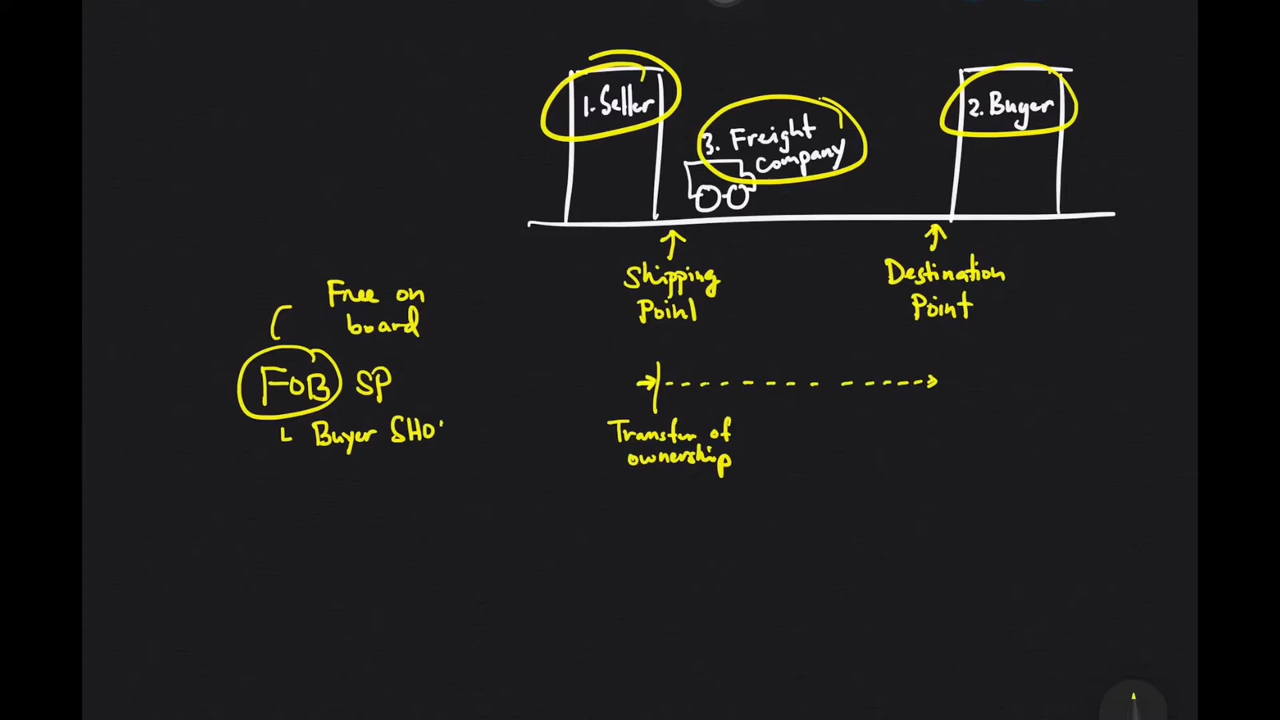 1. Seller
2. Buyer
3. Freight
company
Shipping
Point
Destination
Point
Free on
board
FOB SP
Buyer SHO
Transfer of
ownership